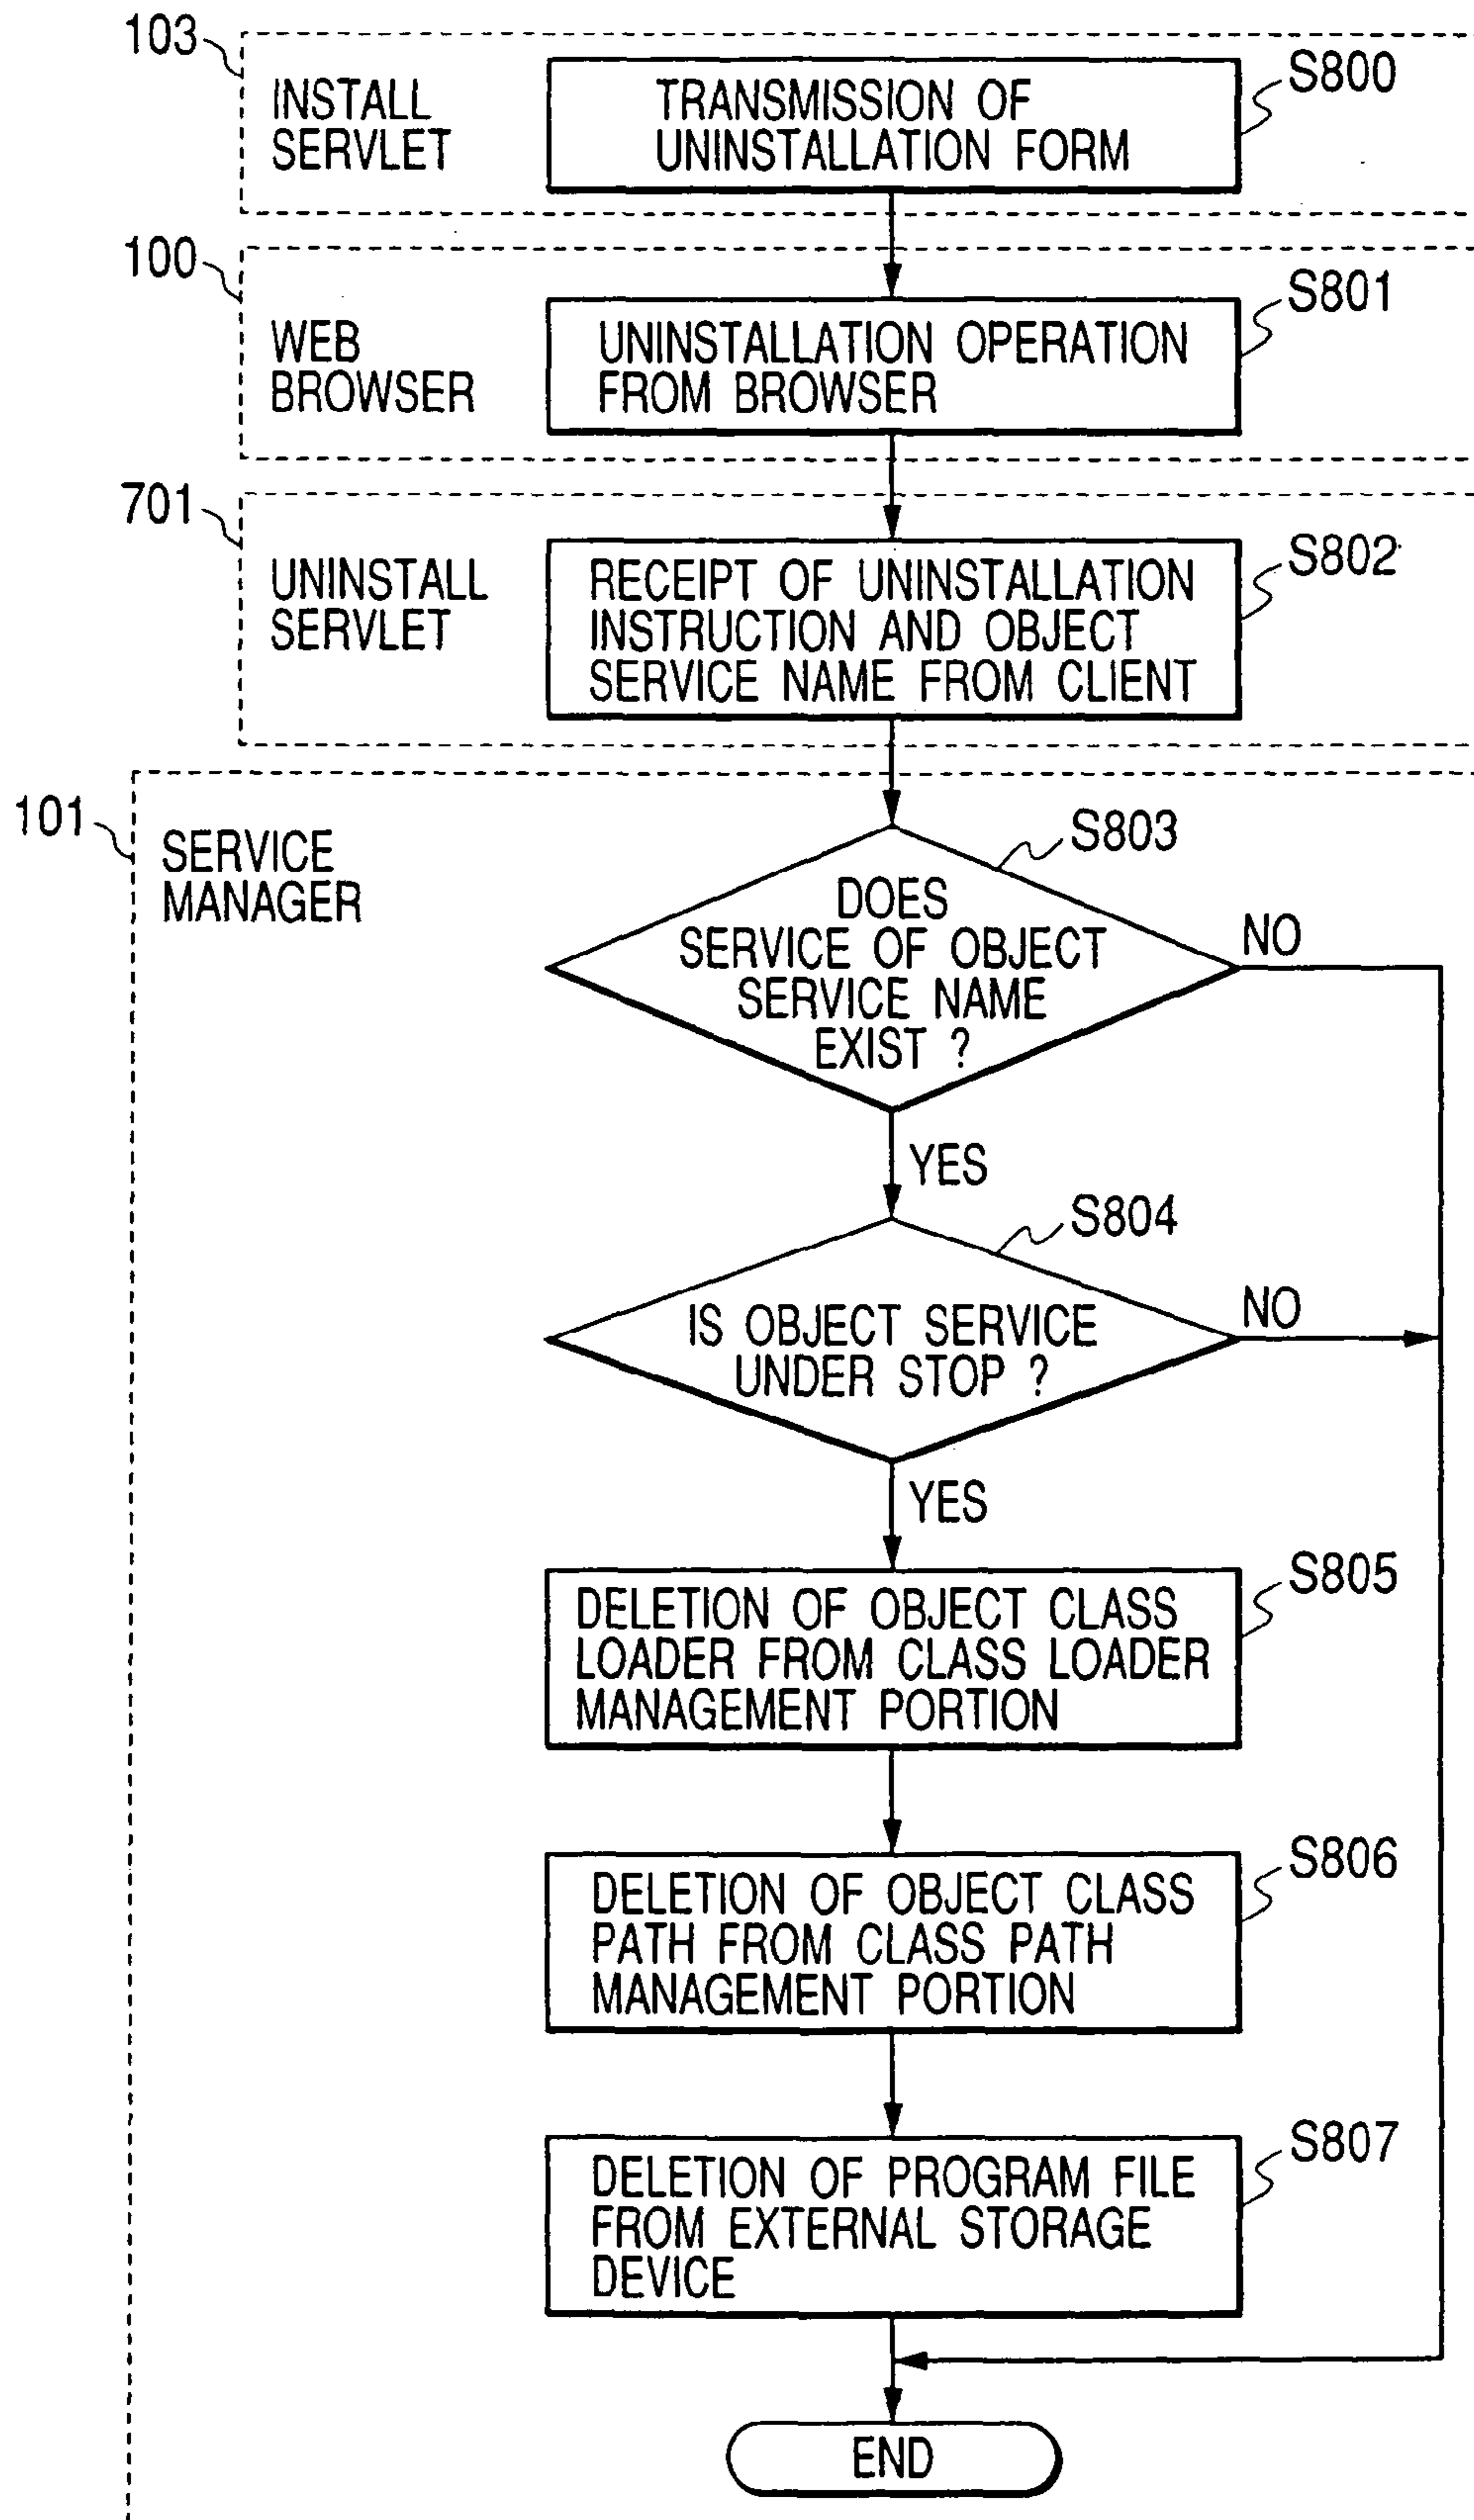 103
INSTALL
SERVLET
TRANSMISSION OF
UNINSTALLATION FORM
S800
100
WEB
BROWSER
UNINSTALLATION OPERATION
FROM BROWSER
S801
701
UNINSTALL
SERVLET
RECEIPT OF UNINSTALLATION
INSTRUCTION AND OBJECT
SERVICE NAME FROM CLIENT
S802
101
SERVICE
MANAGER
S803
DOES
SERVICE OF OBJECT
SERVICE NAME
EXIST ?
NO
YES
S804
IS OBJECT SERVICE
UNDER STOP ?
NO
YES
DELETION OF OBJECT CLASS
LOADER FROM CLASS LOADER
MANAGEMENT PORTION
S805
DELETION OF OBJECT CLASS
PATH FROM CLASS PATH
MANAGEMENT PORTION
S806
DELETION OF PROGRAM FILE
FROM EXTERNAL STORAGE
DEVICE
S807
END